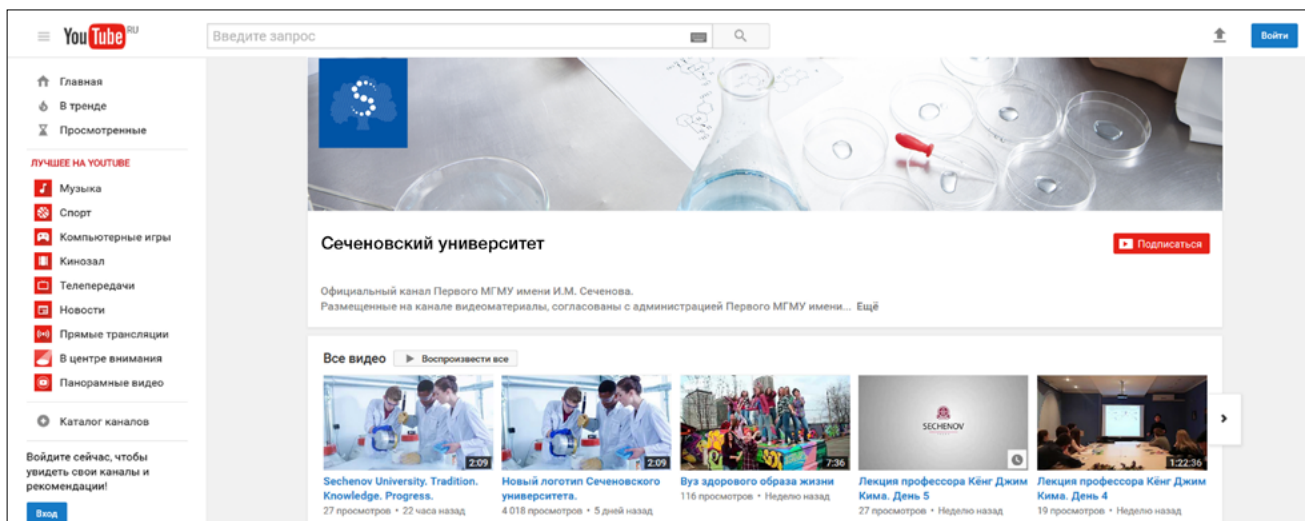 YouTube RU
Введите запрос
Войти
Главная
В тренде
Просмотренные
ЛУЧШЕЕ НА YOUTUBE
Музыка
Спорт
Компьютерные игры
Кинозал
Телепередачи
Новости
Прямые трансляции
В центре внимания
Панорамные видео
Каталог каналов
Войдите сейчас, чтобы
увидеть свои каналы и
рекомендации!
Вход
S
Сеченовский университет
Подписаться
Официальный канал Первого МГМУ имени И.М. Сеченова.
Размещенные на канале видеоматериалы, согласованы с администрацией Первого МГМУ имени... Ещё
Все видео
Воспроизвести все
2:09
Sechenov University. Tradition.
Knowledge. Progress.
27 просмотров • 22 часа назад
2:09
Новый логотип Сеченовского
университета.
4 018 просмотров • 5 дней назад
7:36
Вуз здорового образа жизни
116 просмотров • Неделю назад
SECHENOV
Лекция профессора Кёнг Джим
Кима. День 5
27 просмотров • Неделю назад
1:22:36
Лекция профессора Кёнг Джим
Кима. День 4
19 просмотров • Неделю назад